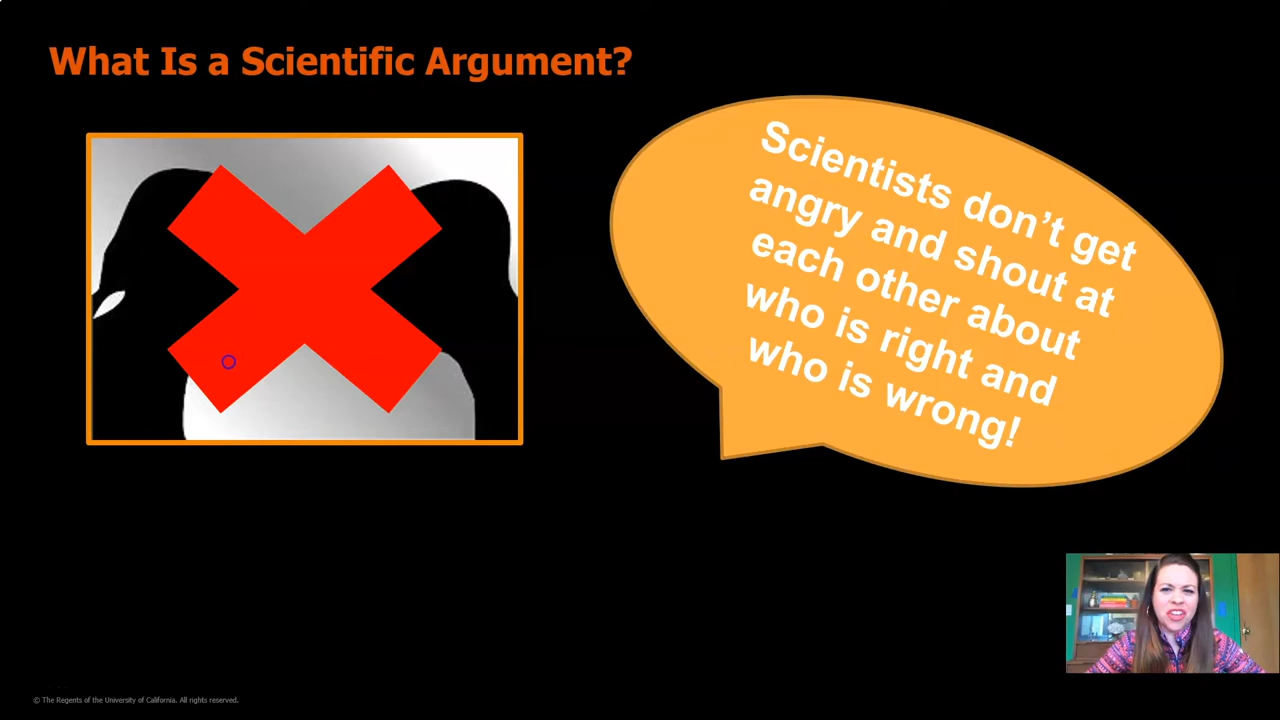 What Is a Scientific Argument?
Scientists don’t get
angry and shout at
each other about
who is right and
who is wrong!
© The Regents of the University of California. All rights reserved.